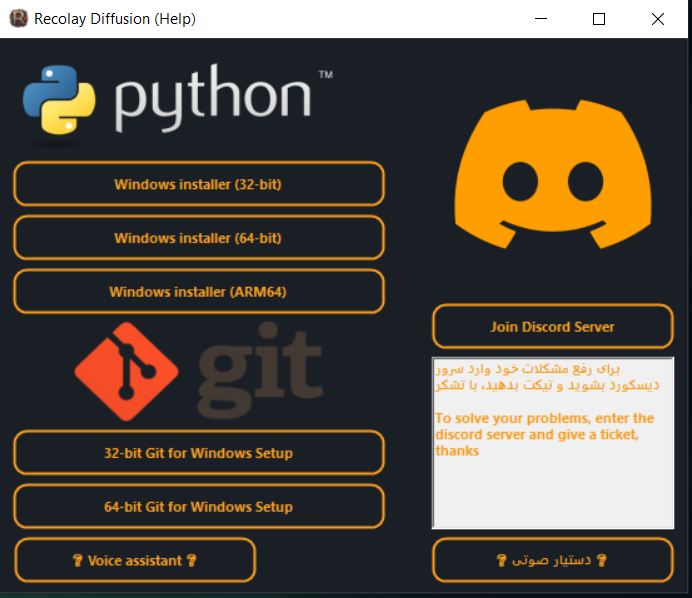 Recolay Diffusion (Help)
python™
Windows installer (32-bit)
Windows installer (64-bit)
Windows installer (ARM64)
git
32-bit Git for Windows Setup
64-bit Git for Windows Setup
❓ Voice assistant ❓
Join Discord Server
برای رفع مشکلات خود وارد سرور
دیسکورد بشوید و تیکت بدهید، با تشکر
To solve your problems, enter the
discord server and give a ticket,
thanks
❓ دستیار صوتی ❓